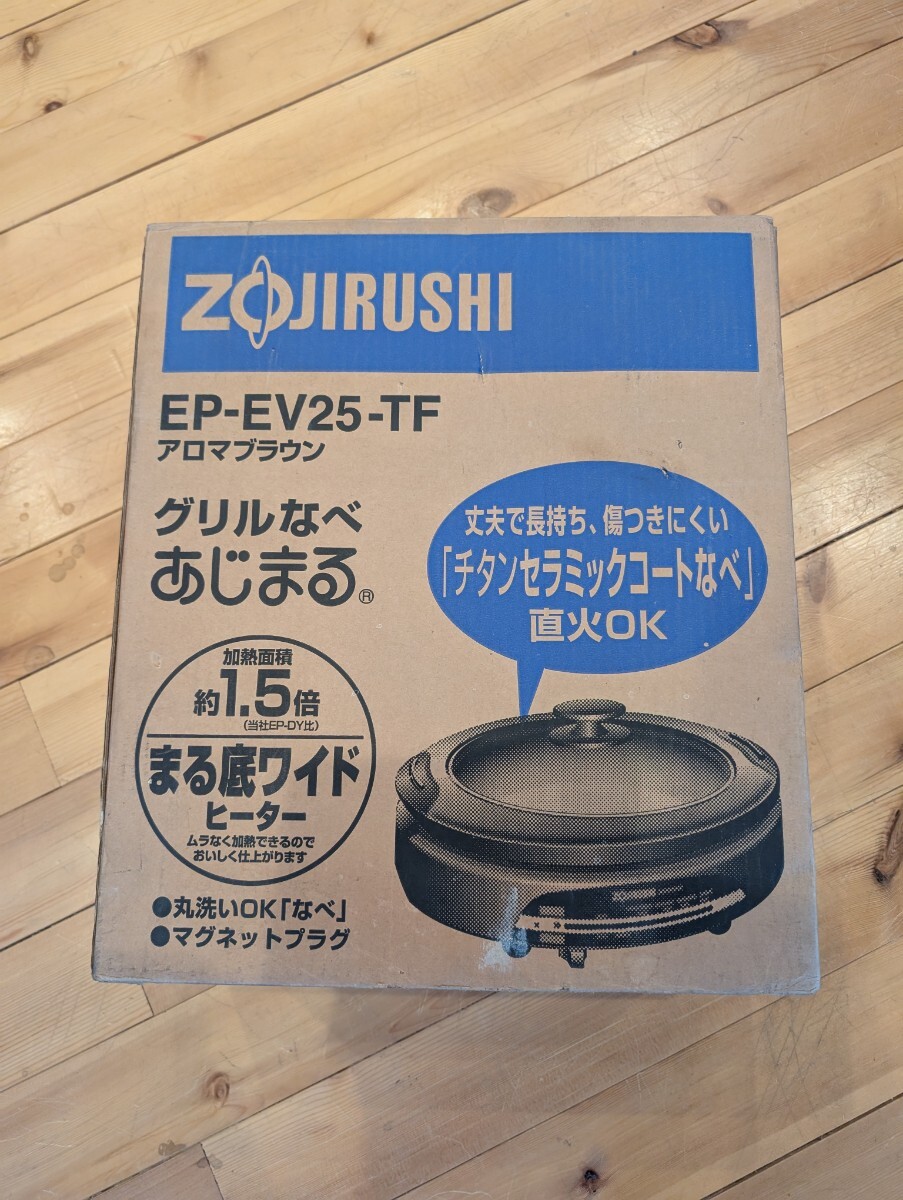 ZOJIRUSHI
EP-EV25-TF
アロマブラウン
グリルなべ
あじまる®
丈夫で長持ち、傷つきにくい
「チタンセラミックコートなべ」
直火OK
加熱面積
約1.5倍
(当社EP-DY比)
まる底ワイド
ヒーター
ムラなく加熱できるので
おいしく仕上がります
●丸洗いOK「なべ」
●マグネットプラグ